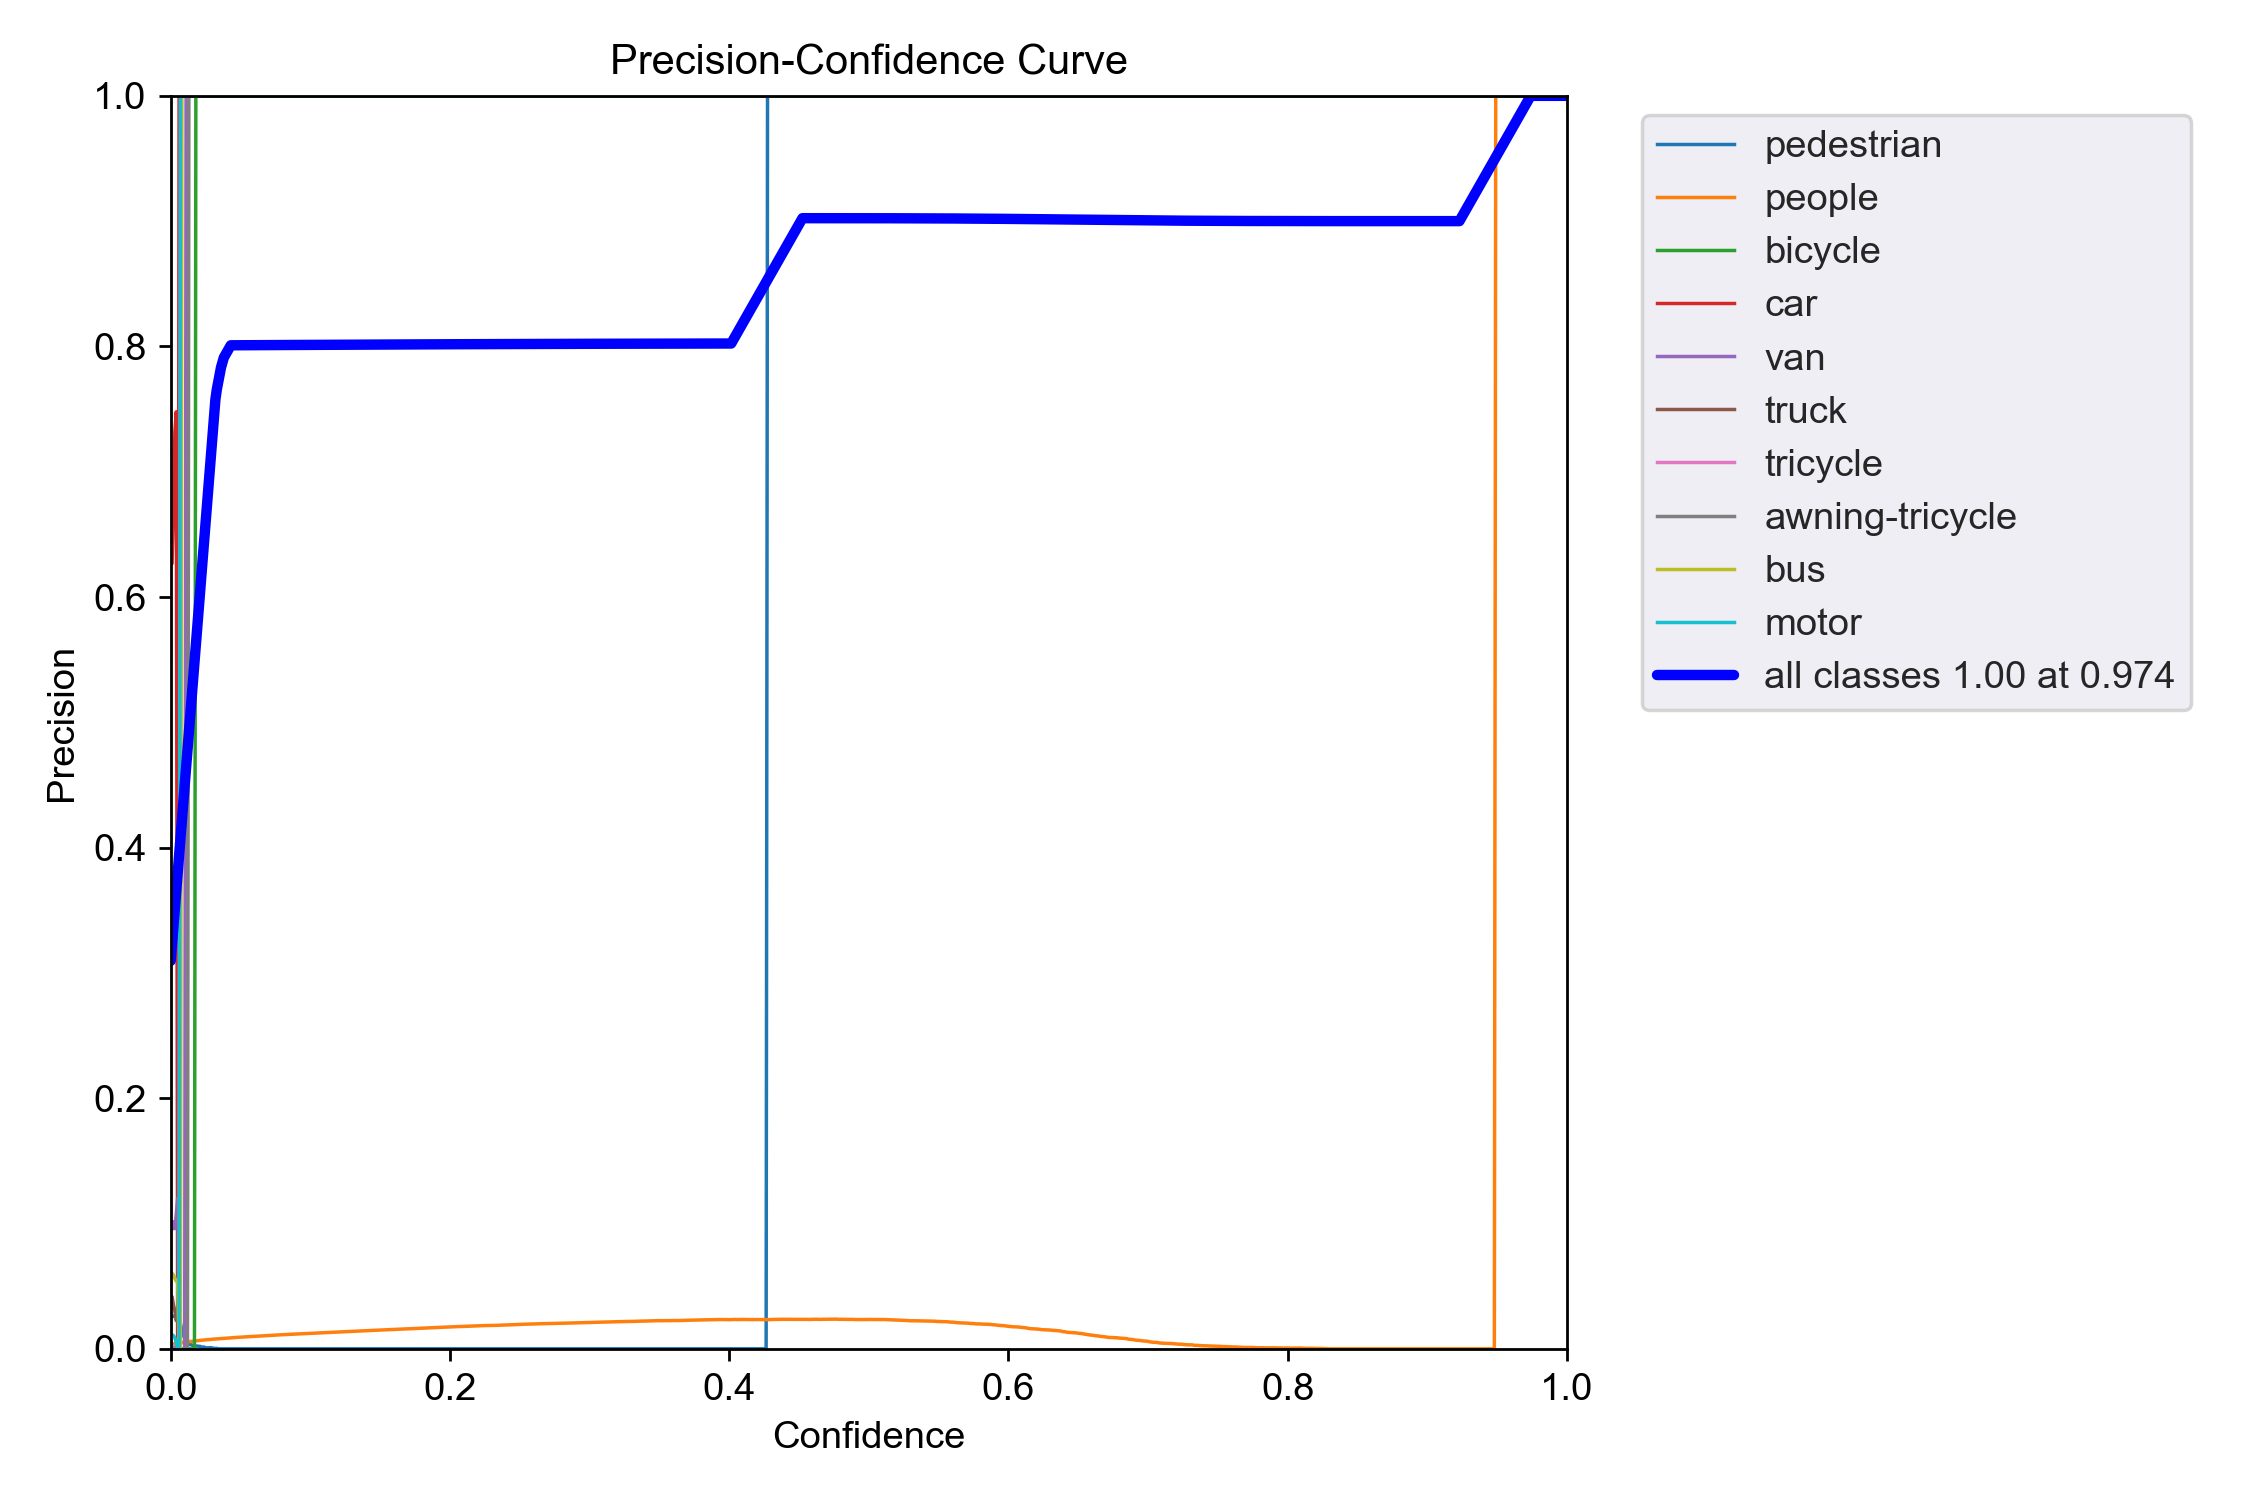 Precision-Confidence Curve
1.0
0.8
0.6
0.4
0.2
0.0
Precision
0.0 0.2 0.4 0.6 0.8 1.0
Confidence
pedestrian
people
bicycle
car
van
truck
tricycle
awning-tricycle
bus
motor
all classes 1.00 at 0.974